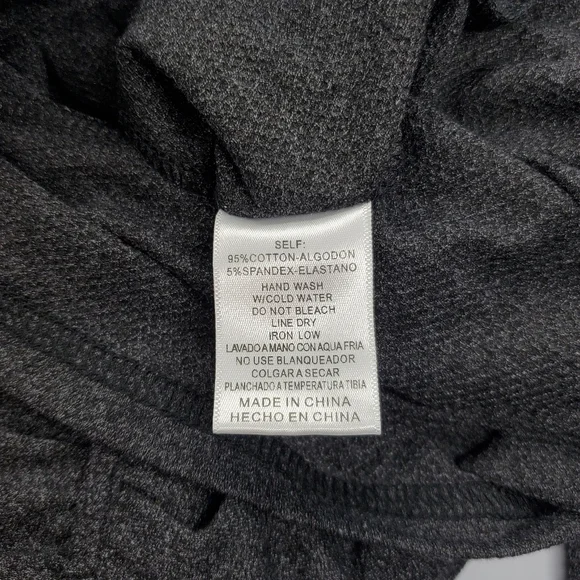 SELF:
95%COTTON-ALGODON
5%SPANDEX-ELASTANO
HAND WASH
W/COLD WATER
DO NOT BLEACH
LINE DRY
IRON LOW
LAVADO A MANO CON AQUA FRIA
NO USE BLANQUEADOR
COLGAR A SECAR
PLANCHADO A TEMPERATURA TIBIA
MADE IN CHINA
HECHO EN CHINA